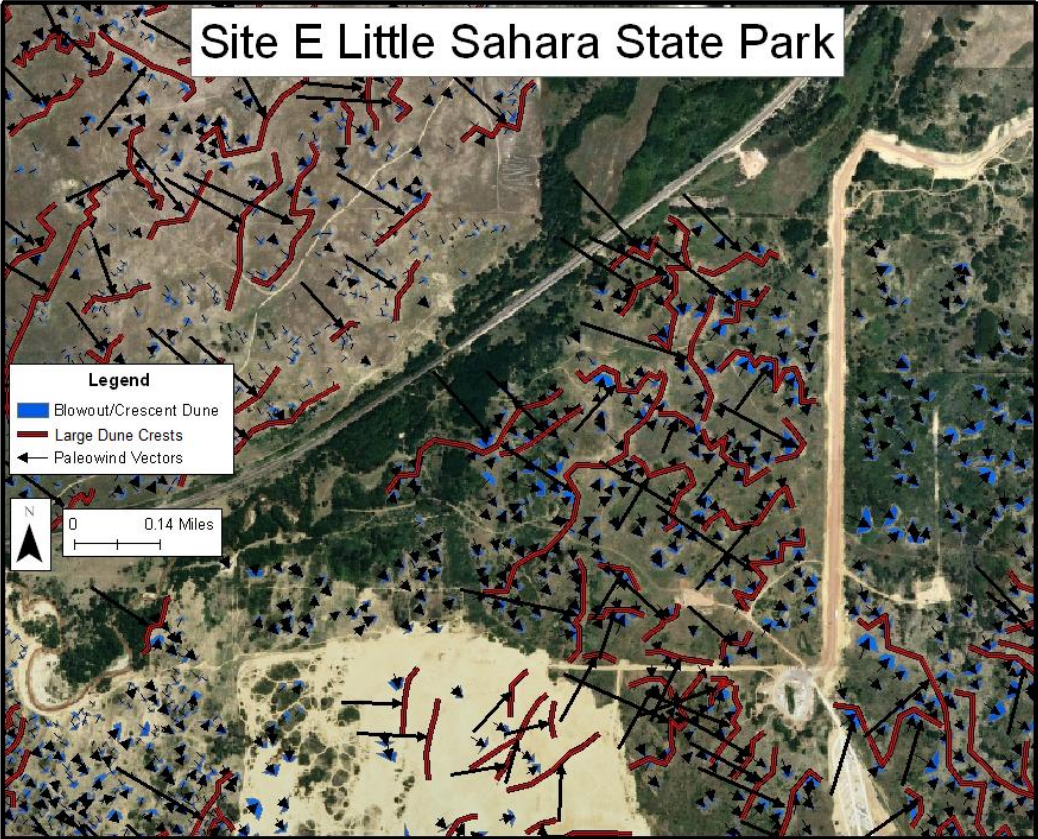 Site E Little Sahara State Park
Legend
Blowout/Crescent Dune
Large Dune Crests
Paleowind Vectors
N
0 0.14 Miles